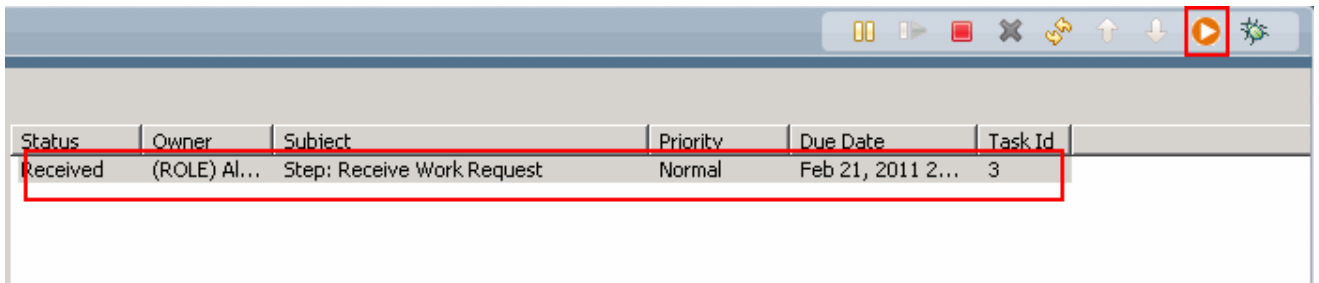 Status Owner Subject Priority Due Date Task Id
Received (ROLE) Al... Step: Receive Work Request Normal Feb 21, 2011 2... 3